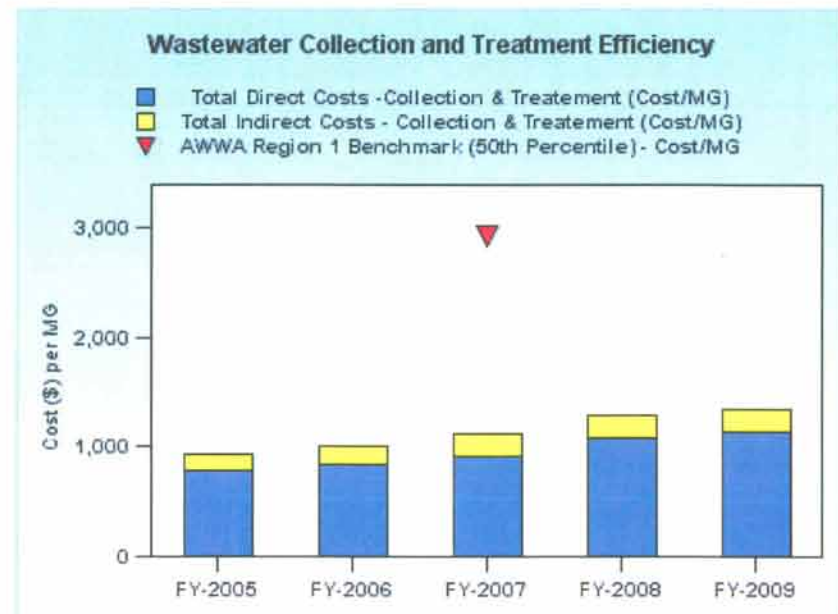 Wastewater Collection and Treatment Efficiency
Total Direct Costs -Collection & Treatement (Cost/MG)
Total Indirect Costs - Collection & Treatement (Cost/MG)
AWWA Region 1 Benchmark (50th Percentile) - Cost/MG
Cost ($) per MG
3,000
2,000
1,000
0
FY-2005 FY-2006 FY-2007 FY-2008 FY-2009